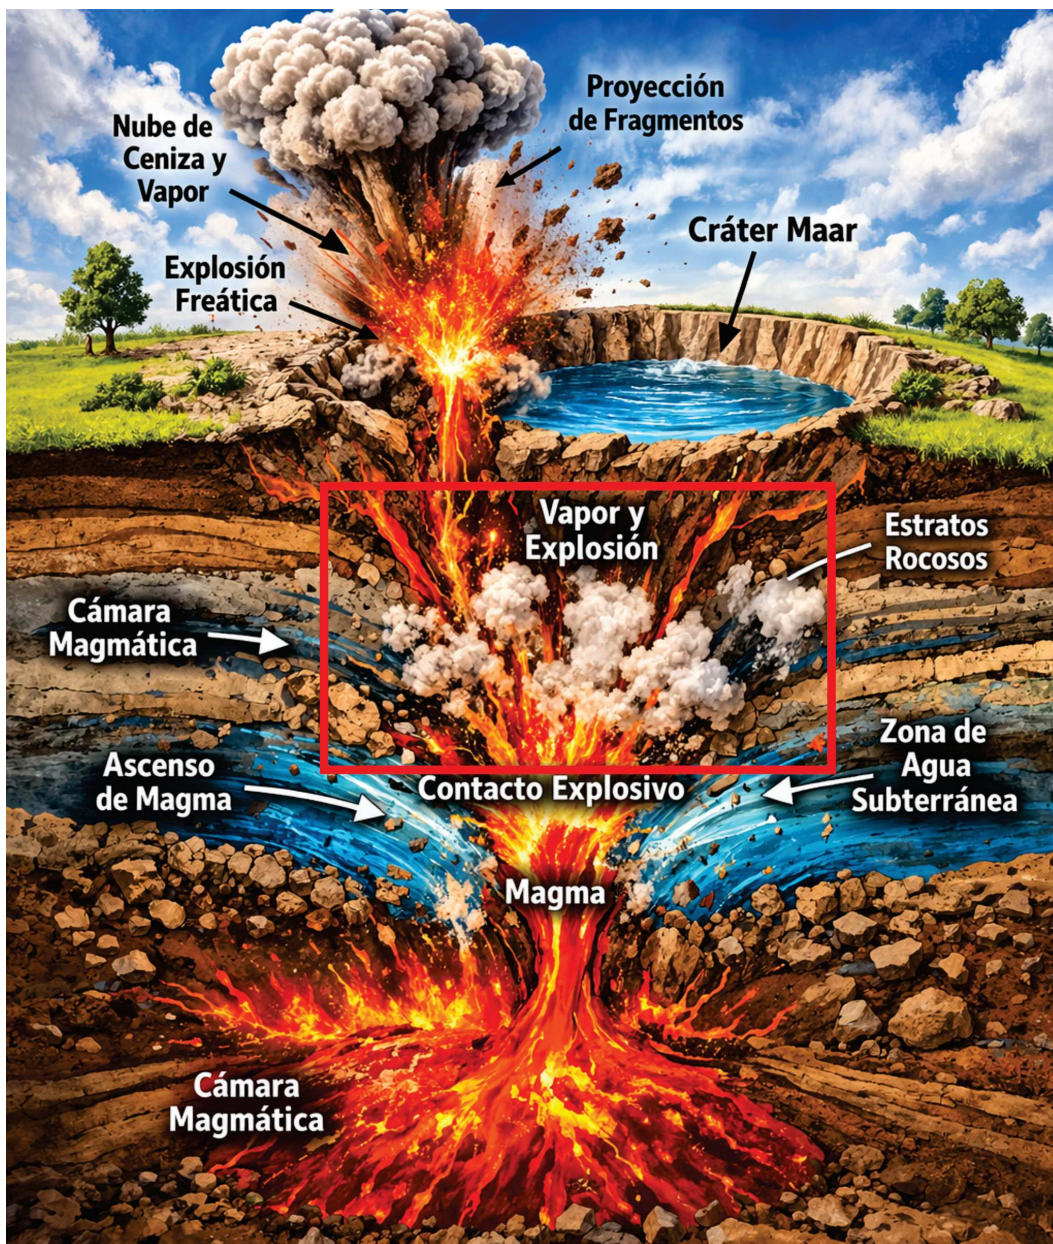 Proyección
de Fragmentos
Nube de
Ceniza y
Vapor
Cráter Maar
Explosión
Freática
Vapor y
Explosión
Estratos
Rocosos
Cámara
Magmática
Zona de
Agua
Subterránea
Ascenso
de Magma
Contacto Explosivo
Magma
Cámara
Magmática